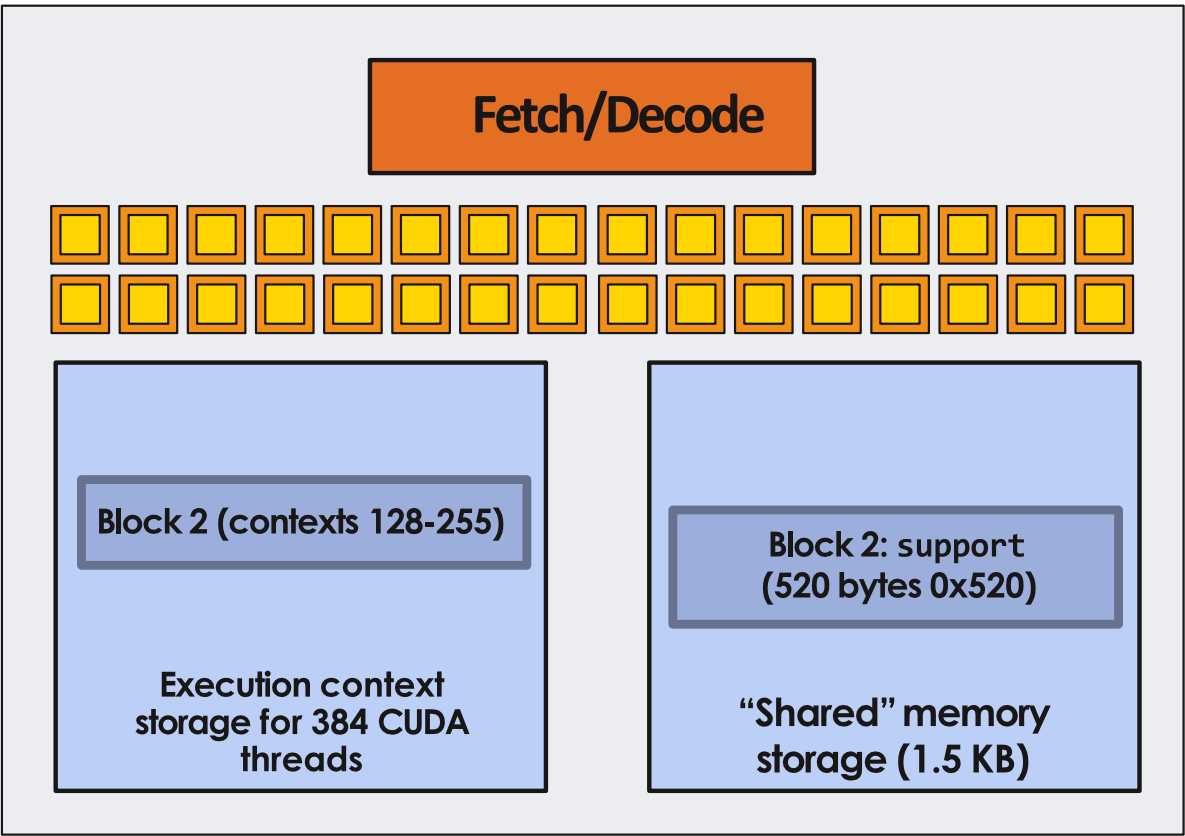 Fetch/Decode
Block 2 (contexts 128-255)
Execution context
storage for 384 CUDA
threads
Block 2: support
(520 bytes 0x520)
“Shared” memory
storage (1.5 KB)